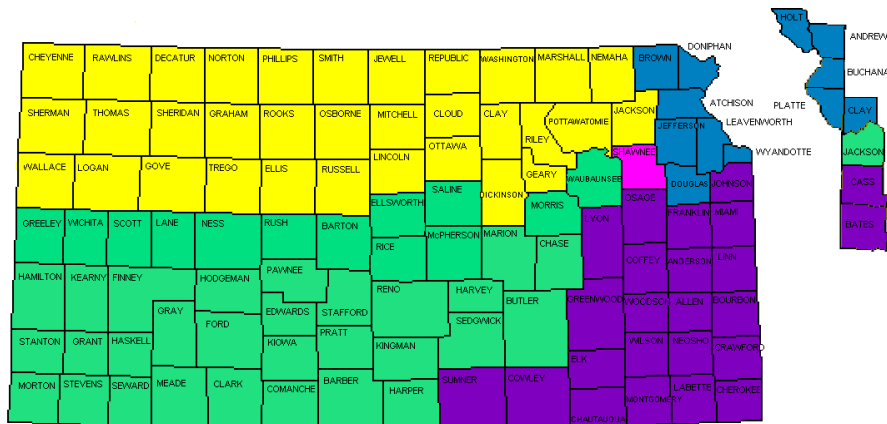 HOLT
ANDREW
DONIPHAN
CHEYENNE RAWLINS DECATUR NORTON PHILLIPS SMITH JEWELL REPUBLIC WASHINGTON MARSHALL NEMAHA BROWN
BUCHANA
SHERMAN THOMAS SHERIDAN GRAHAM ROOKS OSBORNE MITCHELL CLOUD CLAY POTTAWATOMIE JACKSON ATCHISON PLATTE CLAY
RILEY JEFFERSON LEAVENWORTH
OTTAWA
LINCOLN SHAWNEE WYANDOTTE JACKSON
WALLACE LOGAN GOVE TREGO ELLIS RUSSELL GEARY WAUBAUNSEE
DICKINSON DOUGLAS JOHNSON CASS
ELLSWORTH SALINE MORRIS OSAGE
GREELEY WICHITA SCOTT LANE NESS RUSH BARTON LYON FRANKLIN MIAMI BATES
RICE McPHERSON MARION CHASE
COFFEY ANDERSON LINN
HAMILTON KEARNY FINNEY HODGEMAN PAWNEE
RENO HARVEY BUTLER GREENWOOD WOODSO ALLEN BOURBON
GRAY FORD EDWARDS STAFFORD SEDGWICK
PRATT
STANTON GRANT HASKELL KIOWA KINGMAN WILSON NEOSHO CRAWFORD
ELK
MORTON STEVENS SEWARD MEADE CLARK COMANCHE BARBER HARPER SUMNER COWLEY LABETTE CHEROKEE
MONTGOMERY
CHAUTAUQUA